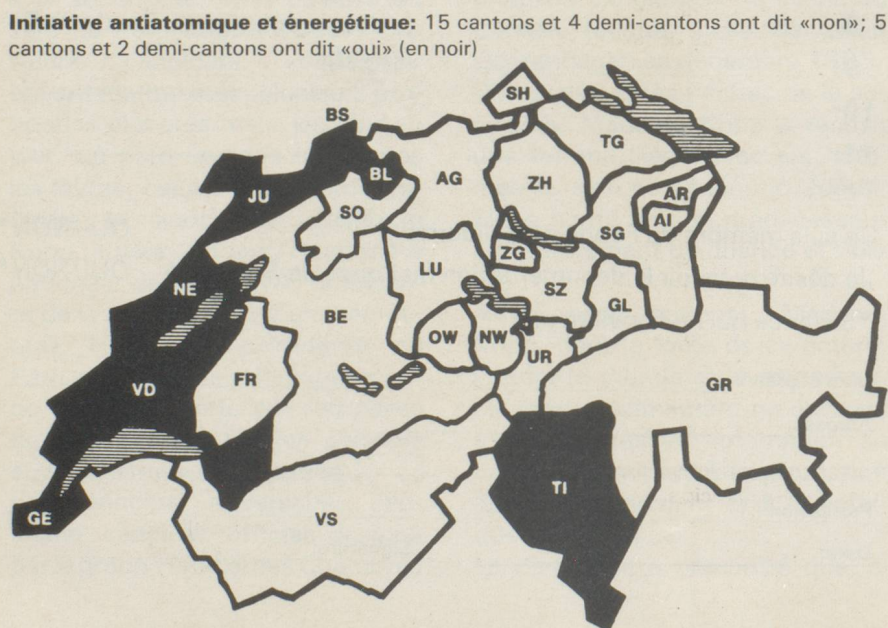 Initiative antiatomique et énergétique: 15 cantons et 4 demi-cantons ont dit «non»; 5
cantons et 2 demi-cantons ont dit «oui» (en noir)
SH
BS
TG
BL
AG
ZH
JU
AR
SO
AI
SG
ZG
LU
NE
SZ
GL
BE
OW
NW
UR
FR
VD
GR
TI
GE
VS